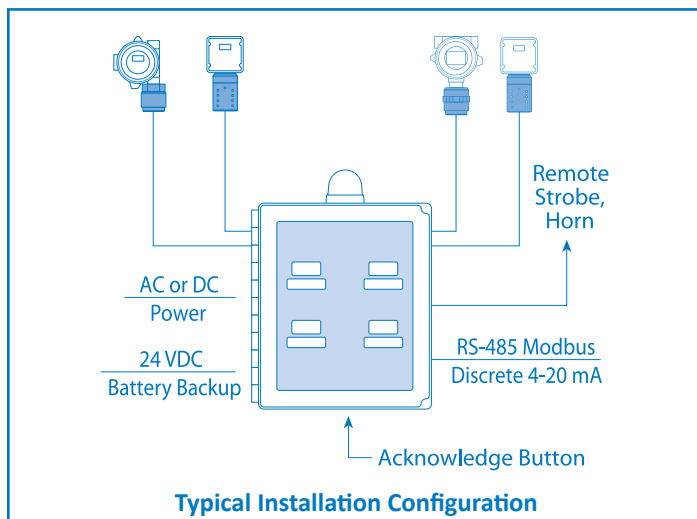 Remote
Strobe,
Horn
AC or DC
Power
24 VDC
Battery Backup
RS-485 Modbus
Discrete 4-20 mA
Acknowledge Button
Typical Installation Configuration